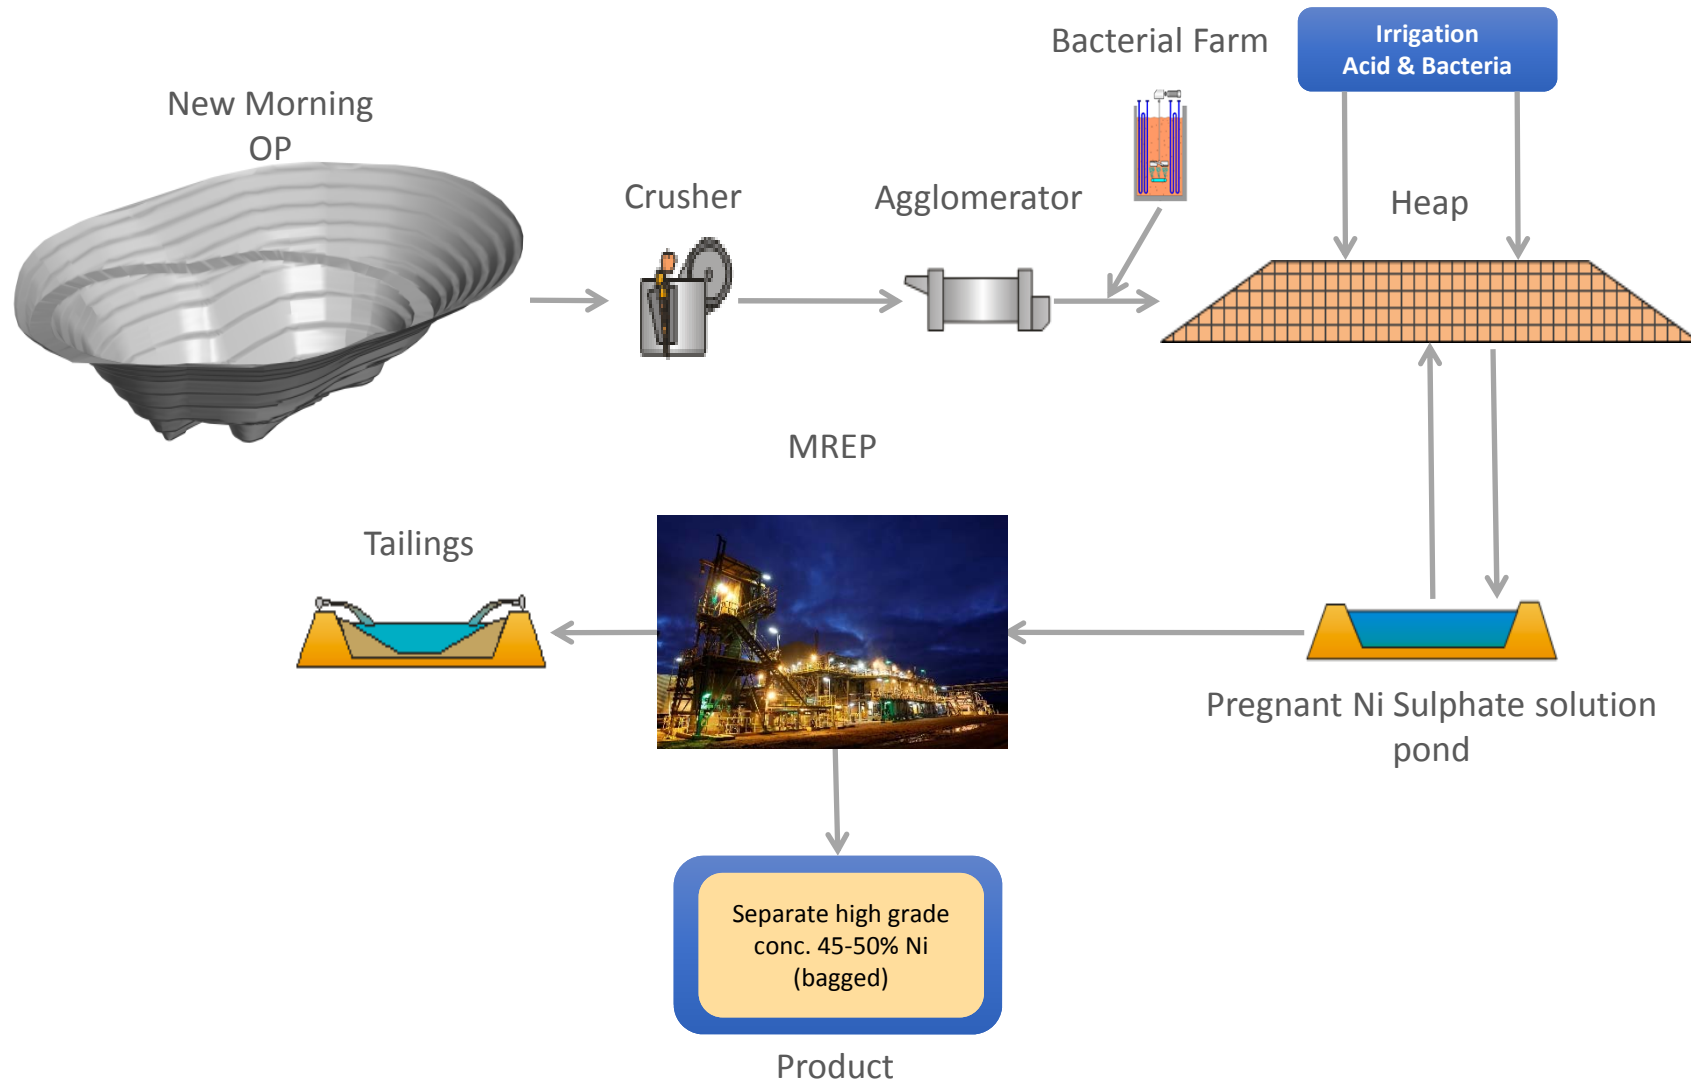 New Morning
OP
Crusher
Agglomerator
Bacterial Farm
Irrigation
Acid & Bacteria
Heap
MREP
Tailings
Pregnant Ni Sulphate solution
pond
Separate high grade
conc. 45-50% Ni
(bagged)
Product